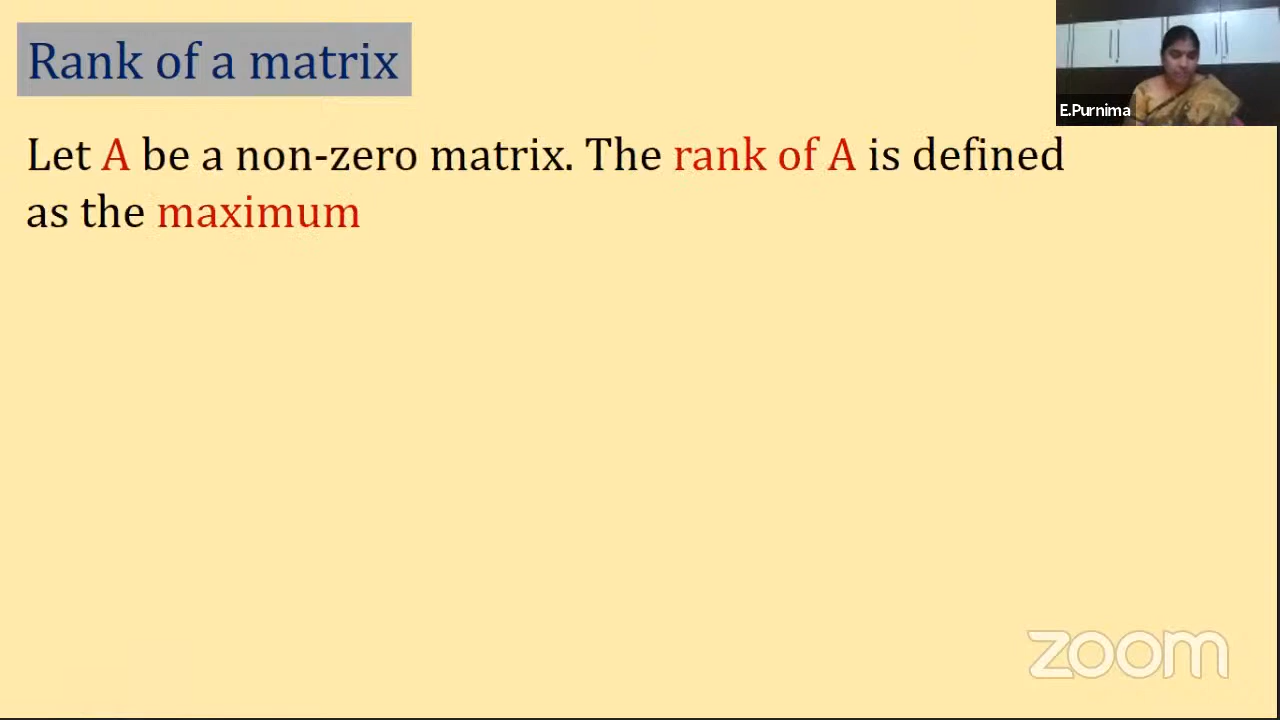 Rank of a matrix
E.Purnima
Let A be a non-zero matrix. The rank of A is defined
as the maximum
zoom